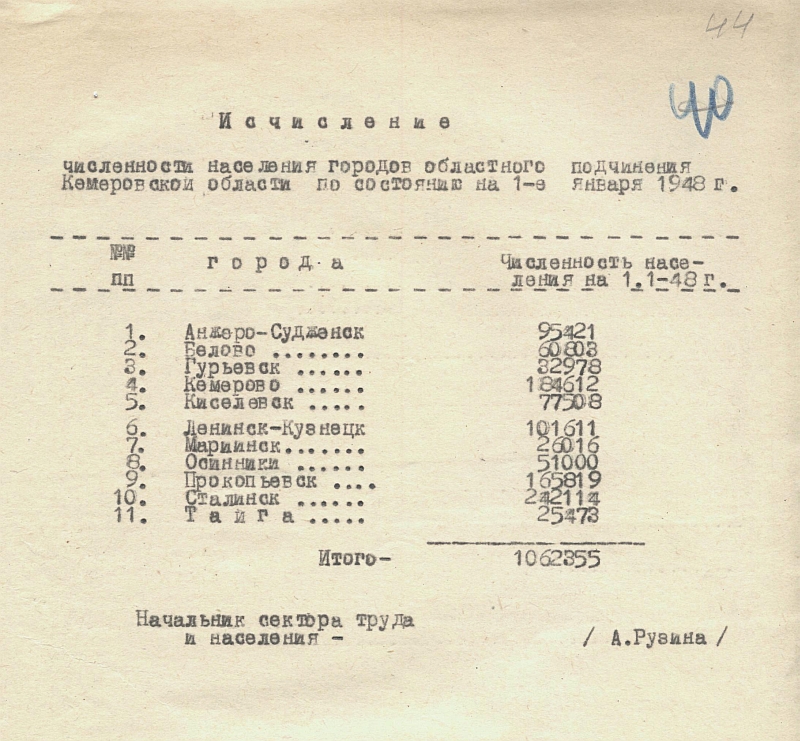 44
40
Исчисление
численности населения городов областного подчинения
Кемеровской области по состоянию на 1-е января 1948 г.
№№ города Численность насе-
пп ления на 1.1-48 г.
1. Анжеро-Судженск 95421
2. Белово ........ 60803
3. Гурьевск ...... 32978
4. Кемерово ...... 184612
5. Киселевск ..... 77508
6. Ленинск-Кузнецк 101611
7. Мариинск....... 26016
8. Осинники ...... 51000
9. Прокопьевск .... 165819
10. Сталинск ...... 242114
11. Тайга ..... 25473
Итого- 1062355
Начальник сектора труда
и населения - / А.Рузина /